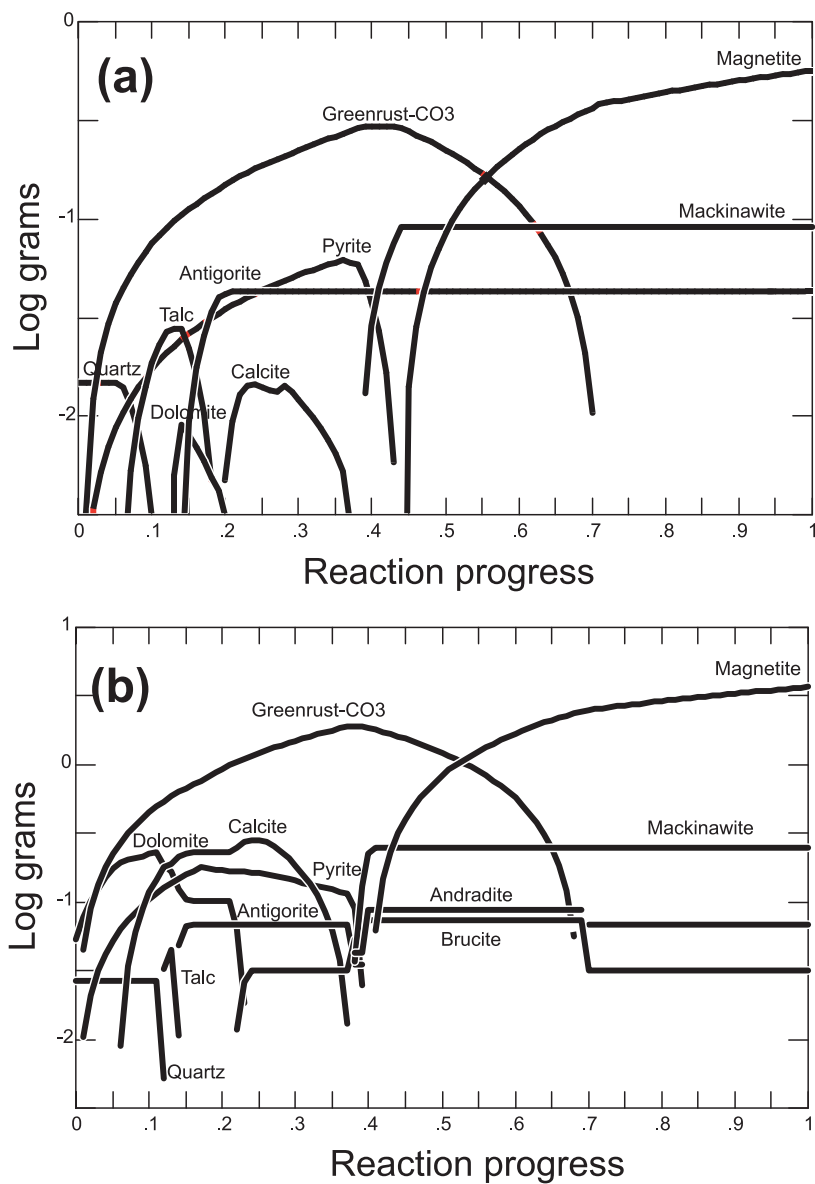 0
(a)
Magnetite
Greenrust-CO3
Mackinawite
-1
Pyrite
Antigorite
Talc
Quartz
Calcite
Dolomite
-2
Log grams
0 .1 .2 .3 .4 .5 .6 .7 .8 .9 1
Reaction progress
1
(b)
Magnetite
Greenrust-CO3
0
Calcite
Dolomite
Mackinawite
Pyrite
Andradite
-1
Antigorite
Brucite
Talc
-2
Quartz
Log grams
0 .1 .2 .3 .4 .5 .6 .7 .8 .9 1
Reaction progress